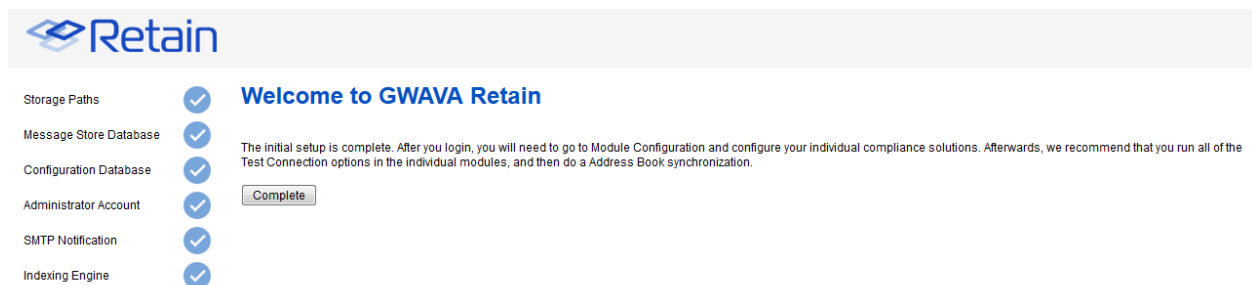 Retain
Storage Paths
Message Store Database
Configuration Database
Administrator Account
SMTP Notification
Indexing Engine
Welcome to GWAVA Retain
The initial setup is complete. After you login, you will need to go to Module Configuration and configure your individual compliance solutions. Afterwards, we recommend that you run all of the
Test Connection options in the individual modules, and then do a Address Book synchronization.
Complete